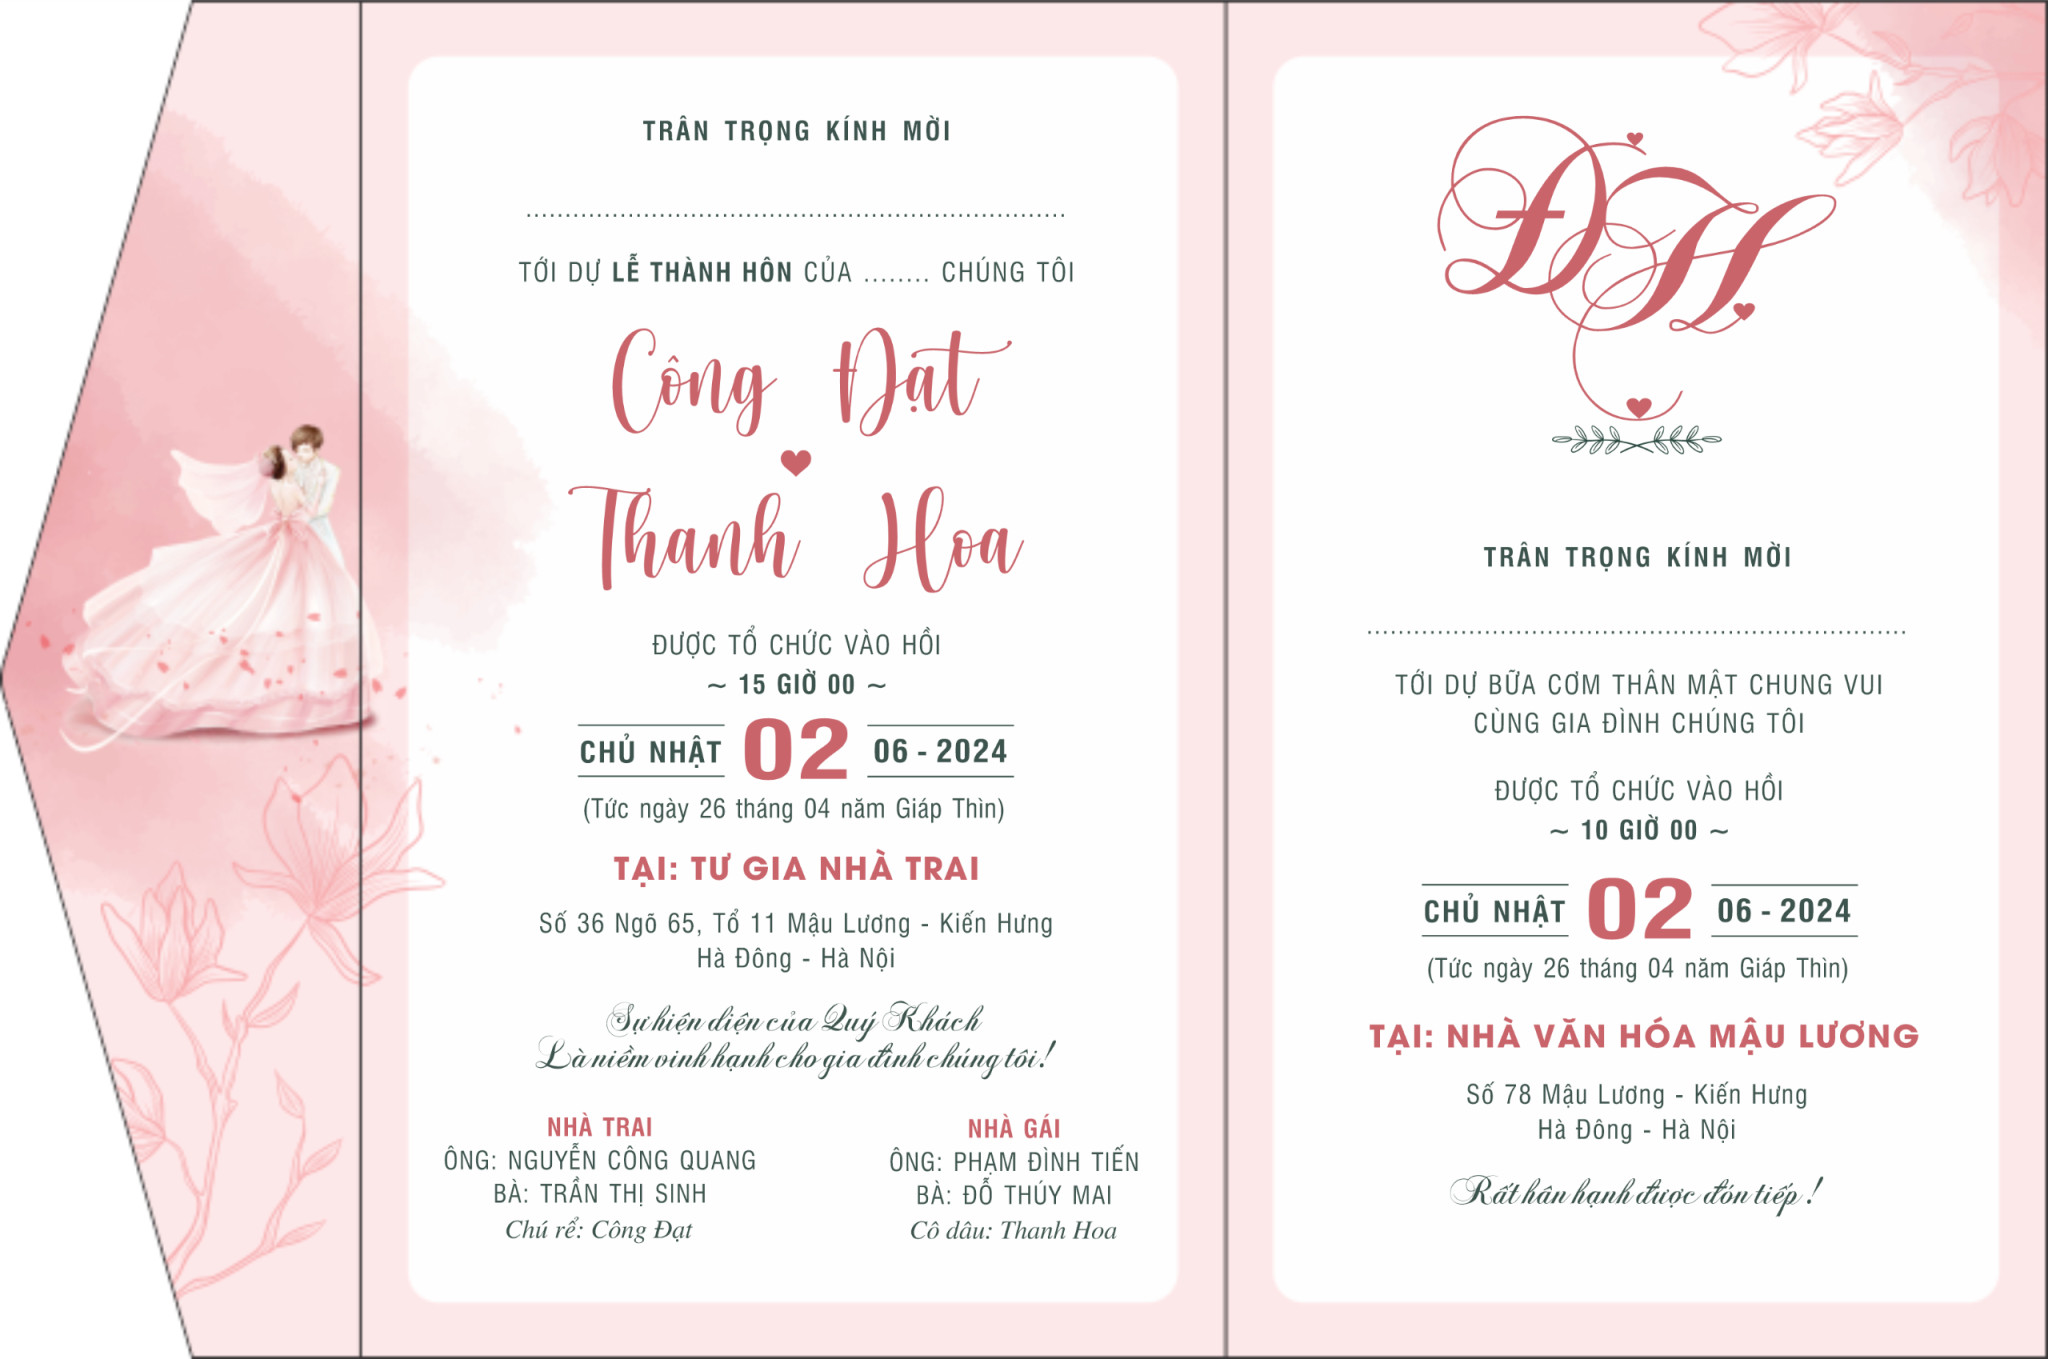 TRÂN TRỌNG KÍNH MỜI
......................................................................
TỚI DỰ LỄ THÀNH HÔN CỦA ........ CHÚNG TÔI
Công Đạt
Thanh Hoa
ĐƯỢC TỔ CHỨC VÀO HỒI
~ 15 GIỜ 00 ~
CHỦ NHẬT 02 06 - 2024
(Tức ngày 26 tháng 04 năm Giáp Thìn)
TẠI: TƯ GIA NHÀ TRAI
Số 36 Ngõ 65, Tổ 11 Mậu Lương - Kiến Hưng
Hà Đông - Hà Nội
Sự hiện diện của Quý Khách
Là niềm vinh hạnh cho gia đình chúng tôi!
NHÀ TRAI
ÔNG: NGUYỄN CÔNG QUANG
BÀ: TRẦN THỊ SINH
Chú rể: Công Đạt
NHÀ GÁI
ÔNG: PHẠM ĐÌNH TIẾN
BÀ: ĐỖ THÚY MAI
Cô dâu: Thanh Hoa
ĐH
TRÂN TRỌNG KÍNH MỜI
......................................................................
TỚI DỰ BỮA CƠM THÂN MẬT CHUNG VUI
CÙNG GIA ĐÌNH CHÚNG TÔI
ĐƯỢC TỔ CHỨC VÀO HỒI
~ 10 GIỜ 00 ~
CHỦ NHẬT 02 06 - 2024
(Tức ngày 26 tháng 04 năm Giáp Thìn)
TẠI: NHÀ VĂN HÓA MẬU LƯƠNG
Số 78 Mậu Lương - Kiến Hưng
Hà Đông - Hà Nội
Rất hân hạnh được đón tiếp !